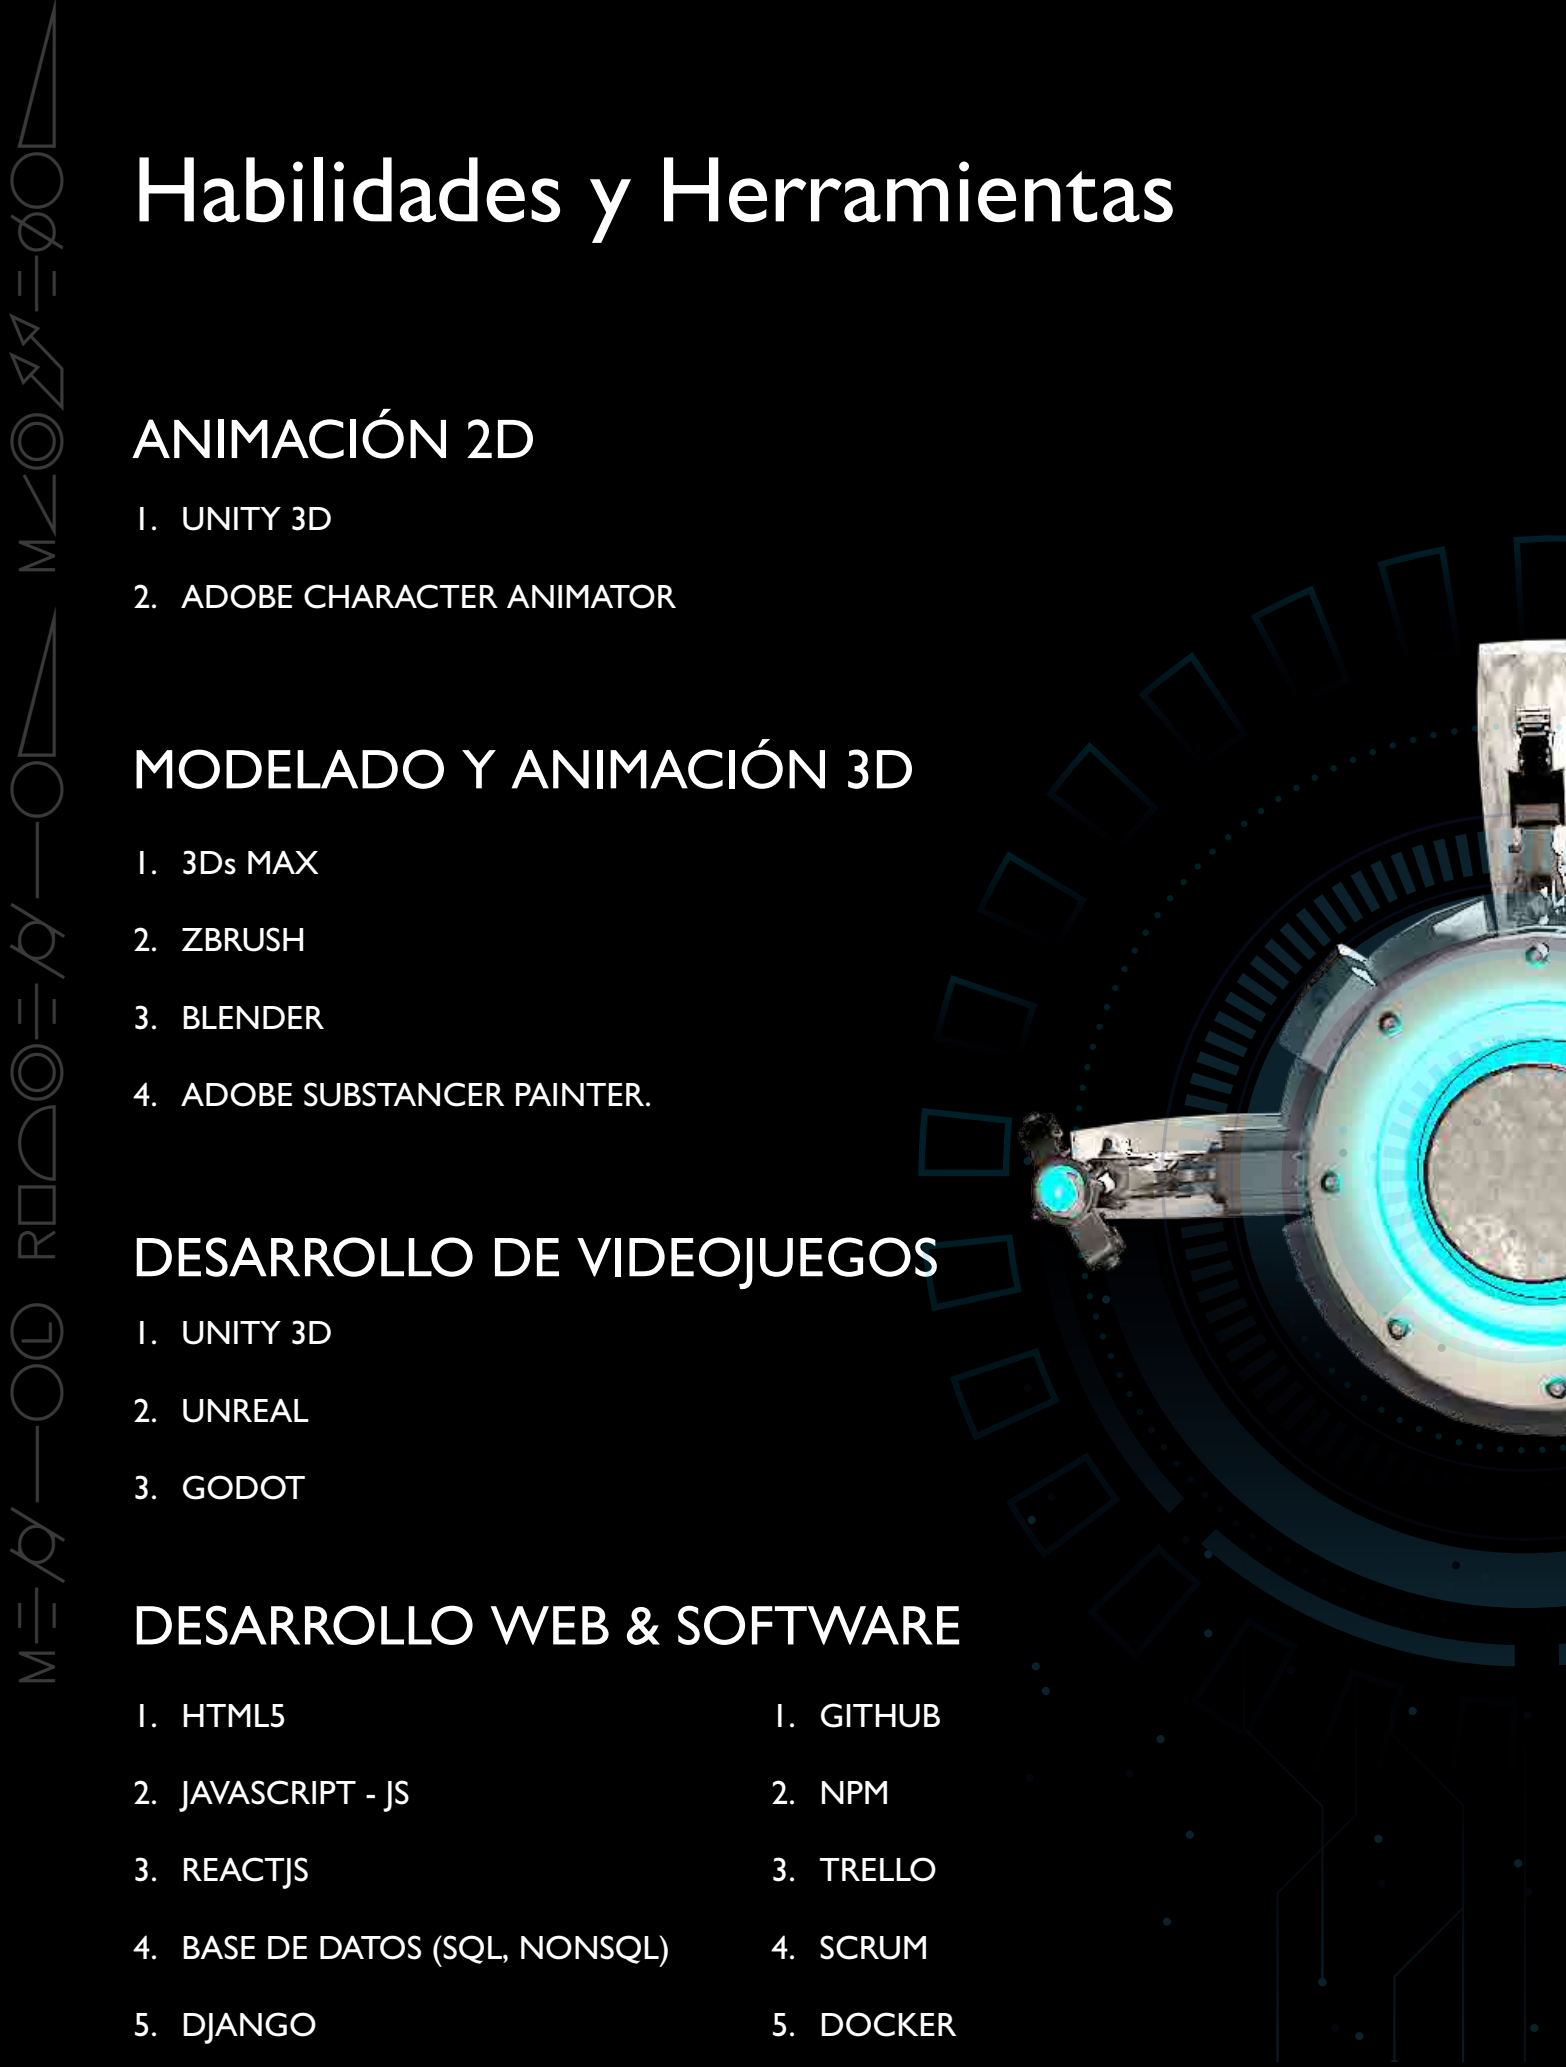 Habilidades y Herramientas
ANIMACIÓN 2D
1. UNITY 3D
2. ADOBE CHARACTER ANIMATOR
MODELADO Y ANIMACIÓN 3D
1. 3Ds MAX
2. ZBRUSH
3. BLENDER
4. ADOBE SUBSTANCER PAINTER.
DESARROLLO DE VIDEOJUEGOS
1. UNITY 3D
2. UNREAL
3. GODOT
DESARROLLO WEB & SOFTWARE
1. HTML5
2. JAVASCRIPT - JS
3. REACTJS
4. BASE DE DATOS (SQL, NONSQL)
5. DJANGO
1. GITHUB
2. NPM
3. TRELLO
4. SCRUM
5. DOCKER